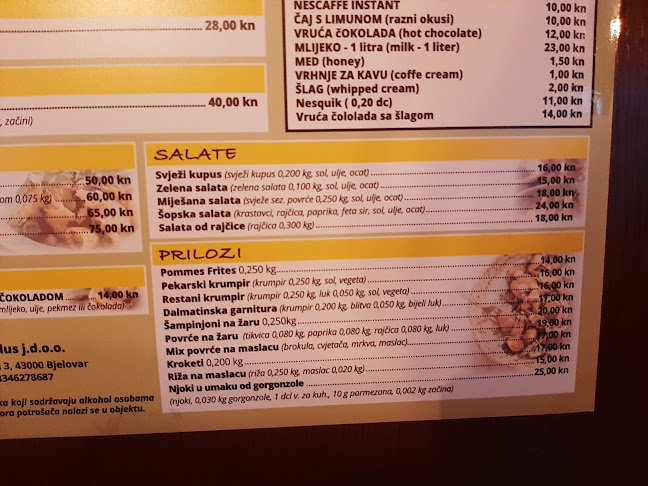 28,00 kn
40,00 kn
, začini)
50,00 kn
om 0,075 kg) 60,00 kn
65,00 kn
75,00 kn
ČOKOLADOM 14,00 kn
mlijeko, ulje, pekmez ili čokolada)
lus j.d.o.o.
3, 43000 Bjelovar
8346278687
ka koji sadržavaju alkohol osobama
ora potrošača nalazi se u objektu.
NESCAFFE INSTANT 10,00 kn
ČAJ S LIMUNOM (razni okusi) 10,00 kn
VRUĆA čOKOLADA (hot chocolate) 12,00 kn
MLIJEKO - 1 litra (milk - 1 liter) 23,00 kn
MED (honey) 1,50 kn
VRHNJE ZA KAVU (coffe cream) 1,00 kn
ŠLAG (whipped cream) 2,00 kn
Nesquik ( 0,20 dc) 11,00 kn
Vruća čololada sa šlagom 14,00 kn
SALATE
Svježi kupus (svježi kupus 0,200 kg, sol, ulje, ocat) 16,00 kn
Zelena salata (zelena salata 0,100 kg, sol, ulje, ocat) 15,00 kn
Miješana salata (svježe sez. povrće 0,250 kg, sol, ulje, ocat) 18,00 kn
Šopska salata (krastavci, rajčica, paprika, feta sir, sol, ulje, ocat) 24,00 kn
Salata od rajčice (rajčica 0,300 kg) 18,00 kn
PRILOZI
Pommes Frites 0,250 kg 14,00 kn
Pekarski krumpir (krumpir 0,250 kg, sol, vegeta) 16,00 kn
Restani krumpir (krumpir 0,250 kg, luk 0,050 kg, sol, vegeta) 16,00 kn
Dalmatinska garnitura (krumpir 0,200 kg, blitva 0,050 kg, bijeli luk) 17,00 kn
Šampinjoni na žaru 0,250kg 20,00 kn
Povrće na žaru (tikvica 0,080 kg, paprika 0,080 kg, rajčica 0,080 kg, luk) 19,00 kn
Mix povrće na maslacu (brokula, cvjetača, mrkva, maslac) 17,00 kn
Kroketi 0,200 kg 17,00 kn
Riža na maslacu (riža 0,250 kg, maslac 0,020 kg) 15,00 kn
Njoki u umaku od gorgonzole 25,00 kn
(njoki, 0,030 kg gorgonzole, 1 dcl v. za kuh., 10 g parmezana, 0,002 kg začina)